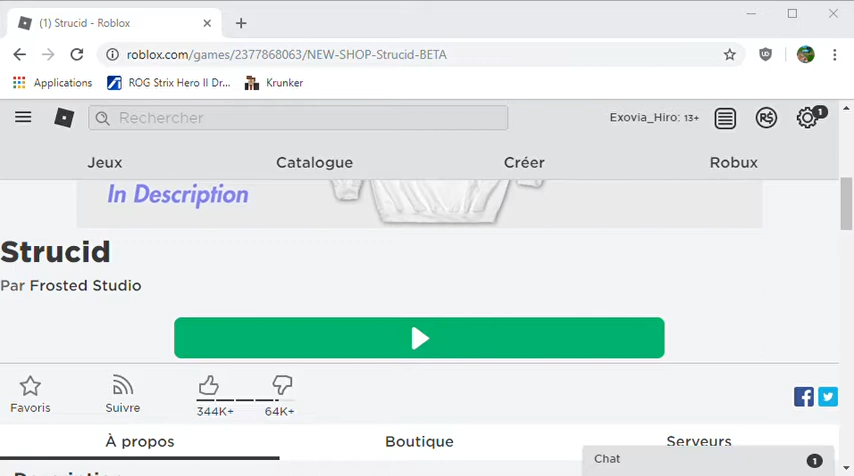 (1) Strucid - Roblox
roblox.com/games/2377868063/NEW-SHOP-Strucid-BETA
Applications ROG Strix Hero II Dr... Krunker
Rechercher Exovia_Hiro: 13+ R$ 1
Jeux Catalogue Créer Robux
In Description
Strucid
Par Frosted Studio
Favoris Suivre 344K+ 64K+
À propos Boutique Serveurs
Chat 1
Description